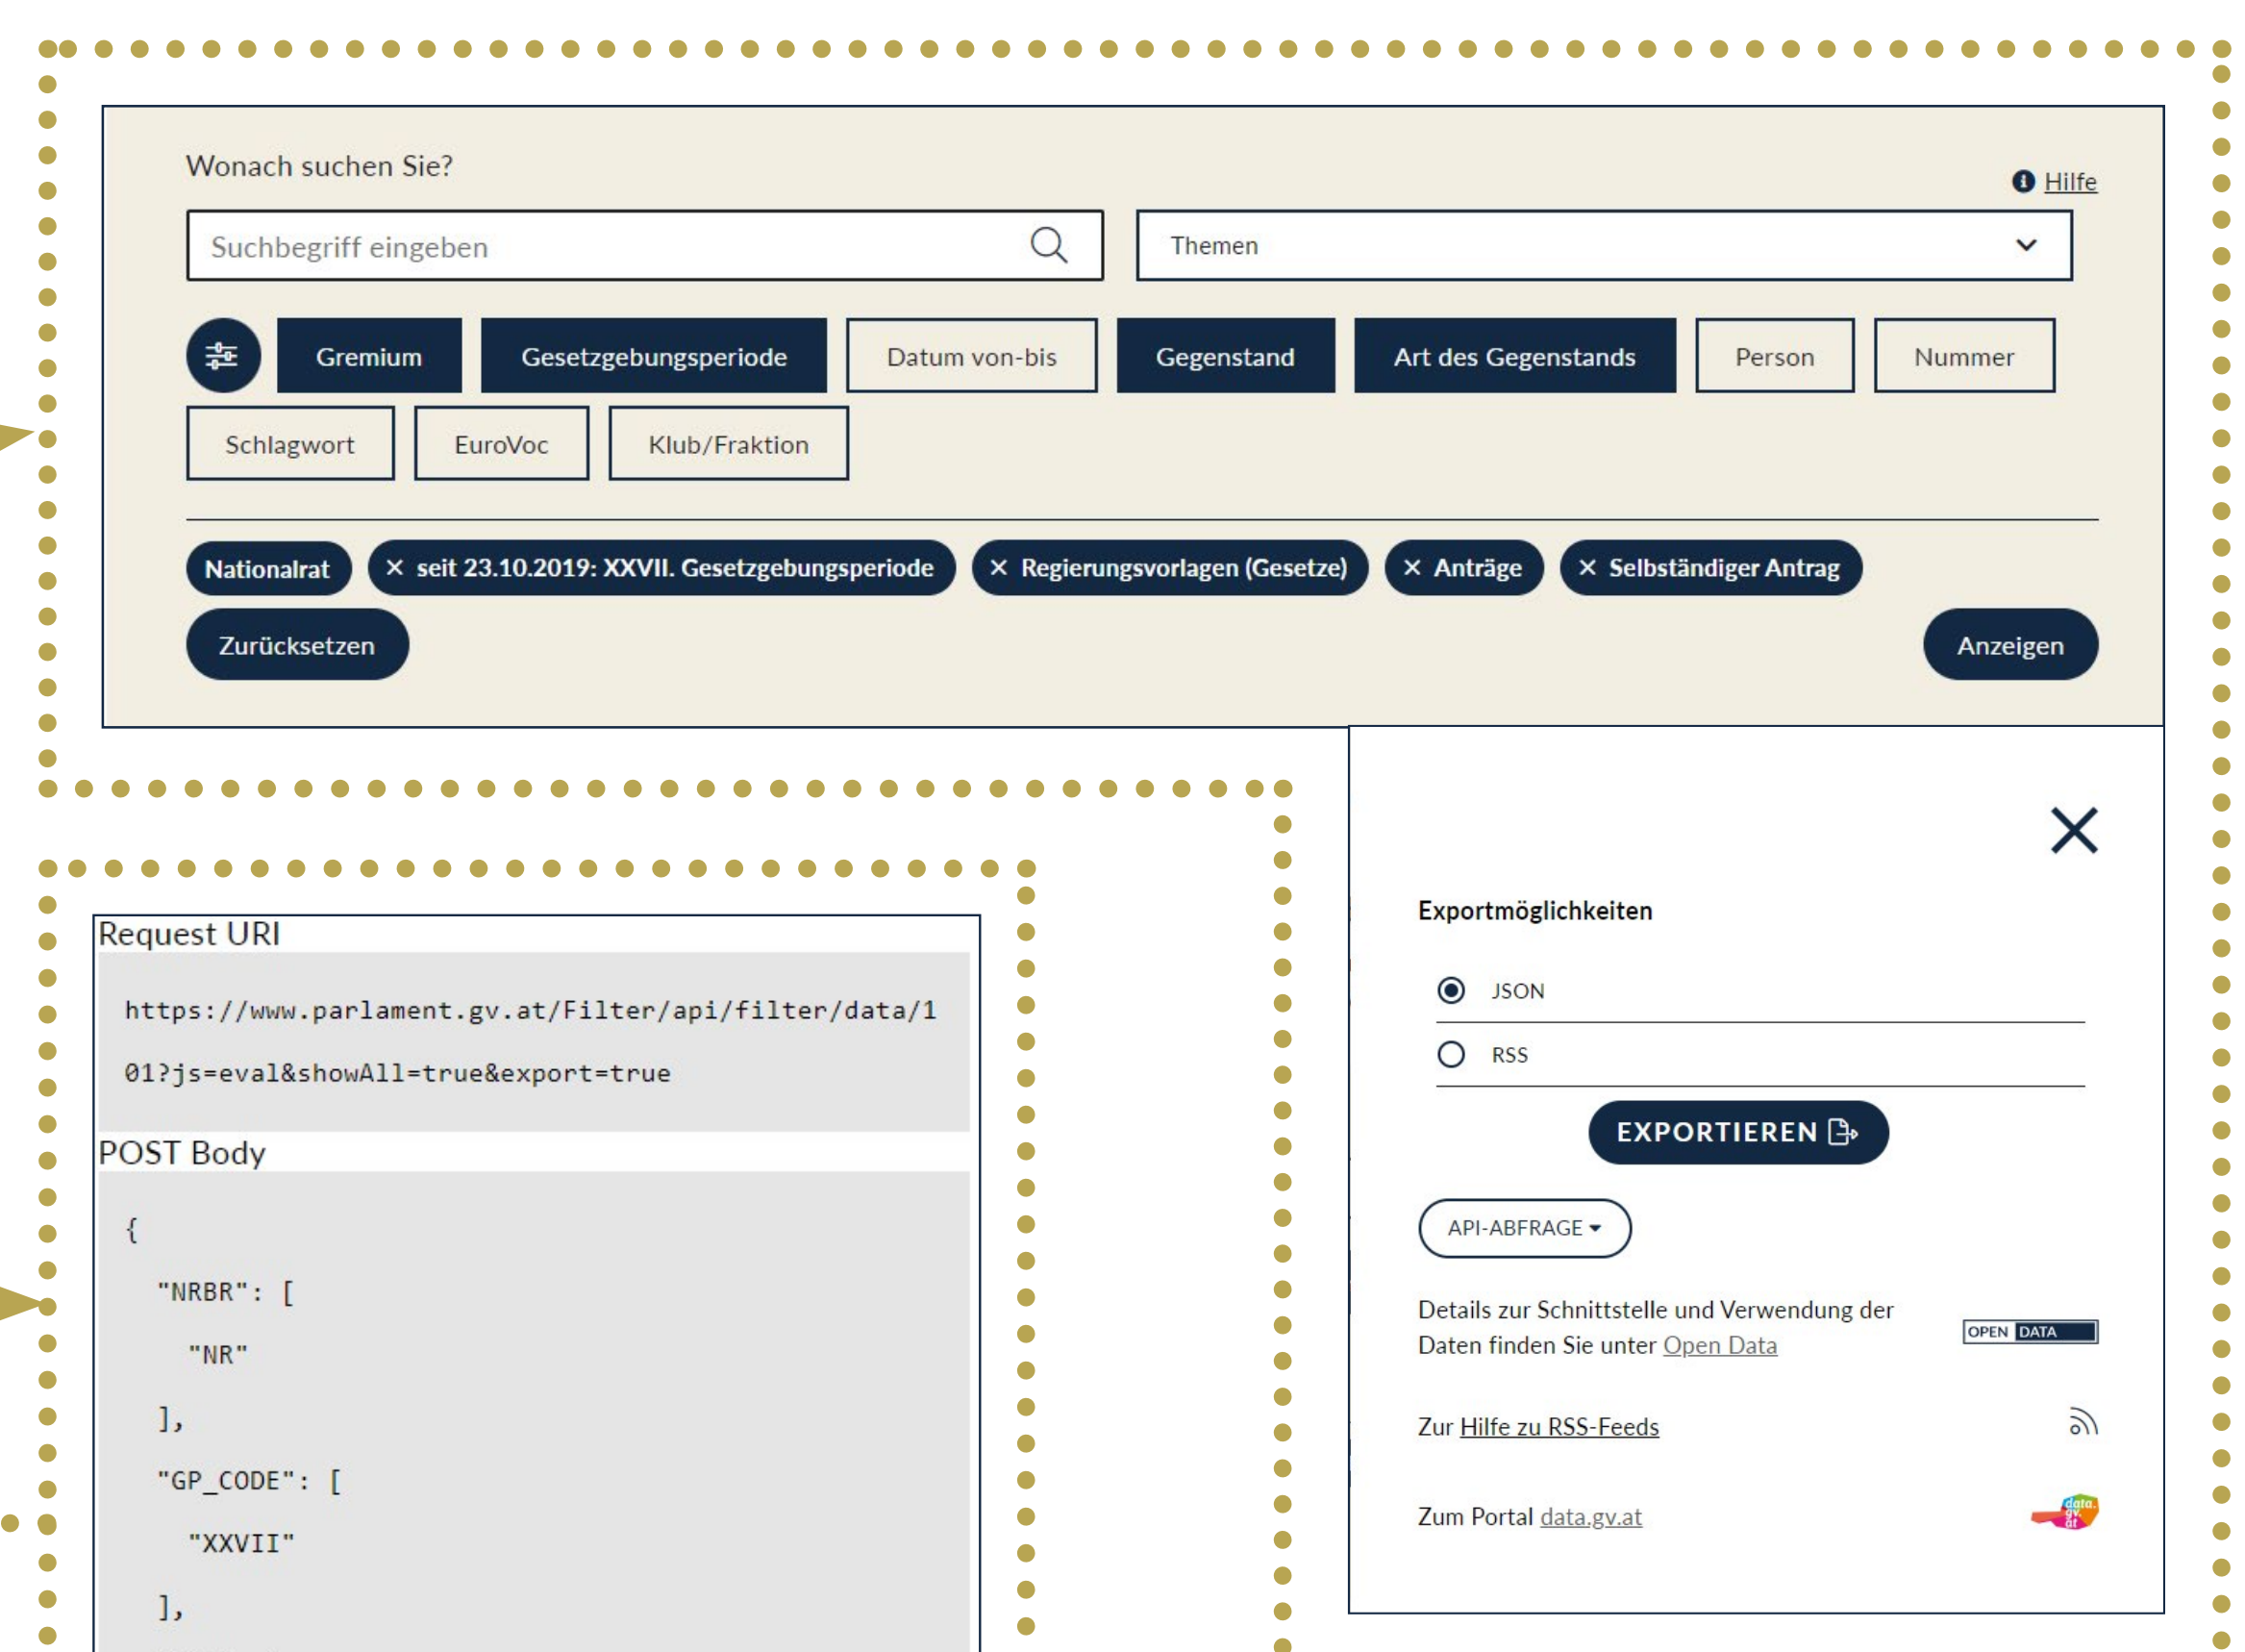 Wonach suchen Sie?
Hilfe
Suchbegriff eingeben
Themen
Gremium Gesetzgebungsperiode Datum von-bis Gegenstand Art des Gegenstands Person Nummer
Schlagwort EuroVoc Klub/Fraktion
Nationalrat × seit 23.10.2019: XXVII. Gesetzgebungsperiode × Regierungsvorlagen (Gesetze) × Anträge × Selbständiger Antrag
Zurücksetzen Anzeigen
Request URI
https://www.parlament.gv.at/Filter/api/filter/data/1
01?js=eval&showAll=true&export=true
POST Body
{
"NRBR": [
"NR"
],
"GP_CODE": [
"XXVII"
],
Exportmöglichkeiten
JSON
RSS
EXPORTIEREN
API-ABFRAGE
Details zur Schnittstelle und Verwendung der
Daten finden Sie unter Open Data
OPEN DATA
Zur Hilfe zu RSS-Feeds
Zum Portal data.gv.at
data.
gv.
at